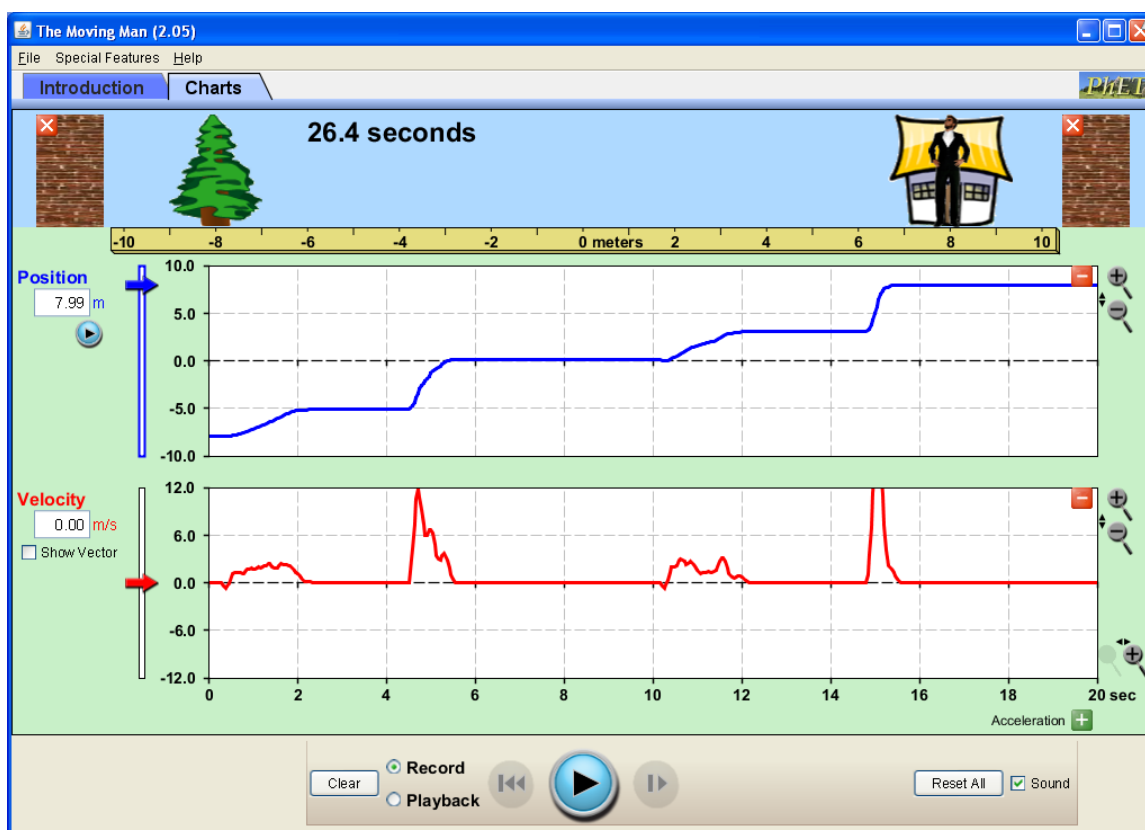 The Moving Man (2.05)
File Special Features Help
Introduction Charts
PhET
26.4 seconds
-10 -8 -6 -4 -2 0 meters 2 4 6 8 10
Position
7.99 m
10.0
5.0
0.0
-5.0
-10.0
Velocity
0.00 m/s
Show Vector
12.0
6.0
0.0
-6.0
-12.0
0 2 4 6 8 10 12 14 16 18 20 sec
Acceleration
Clear
Record
Playback
Reset All
Sound